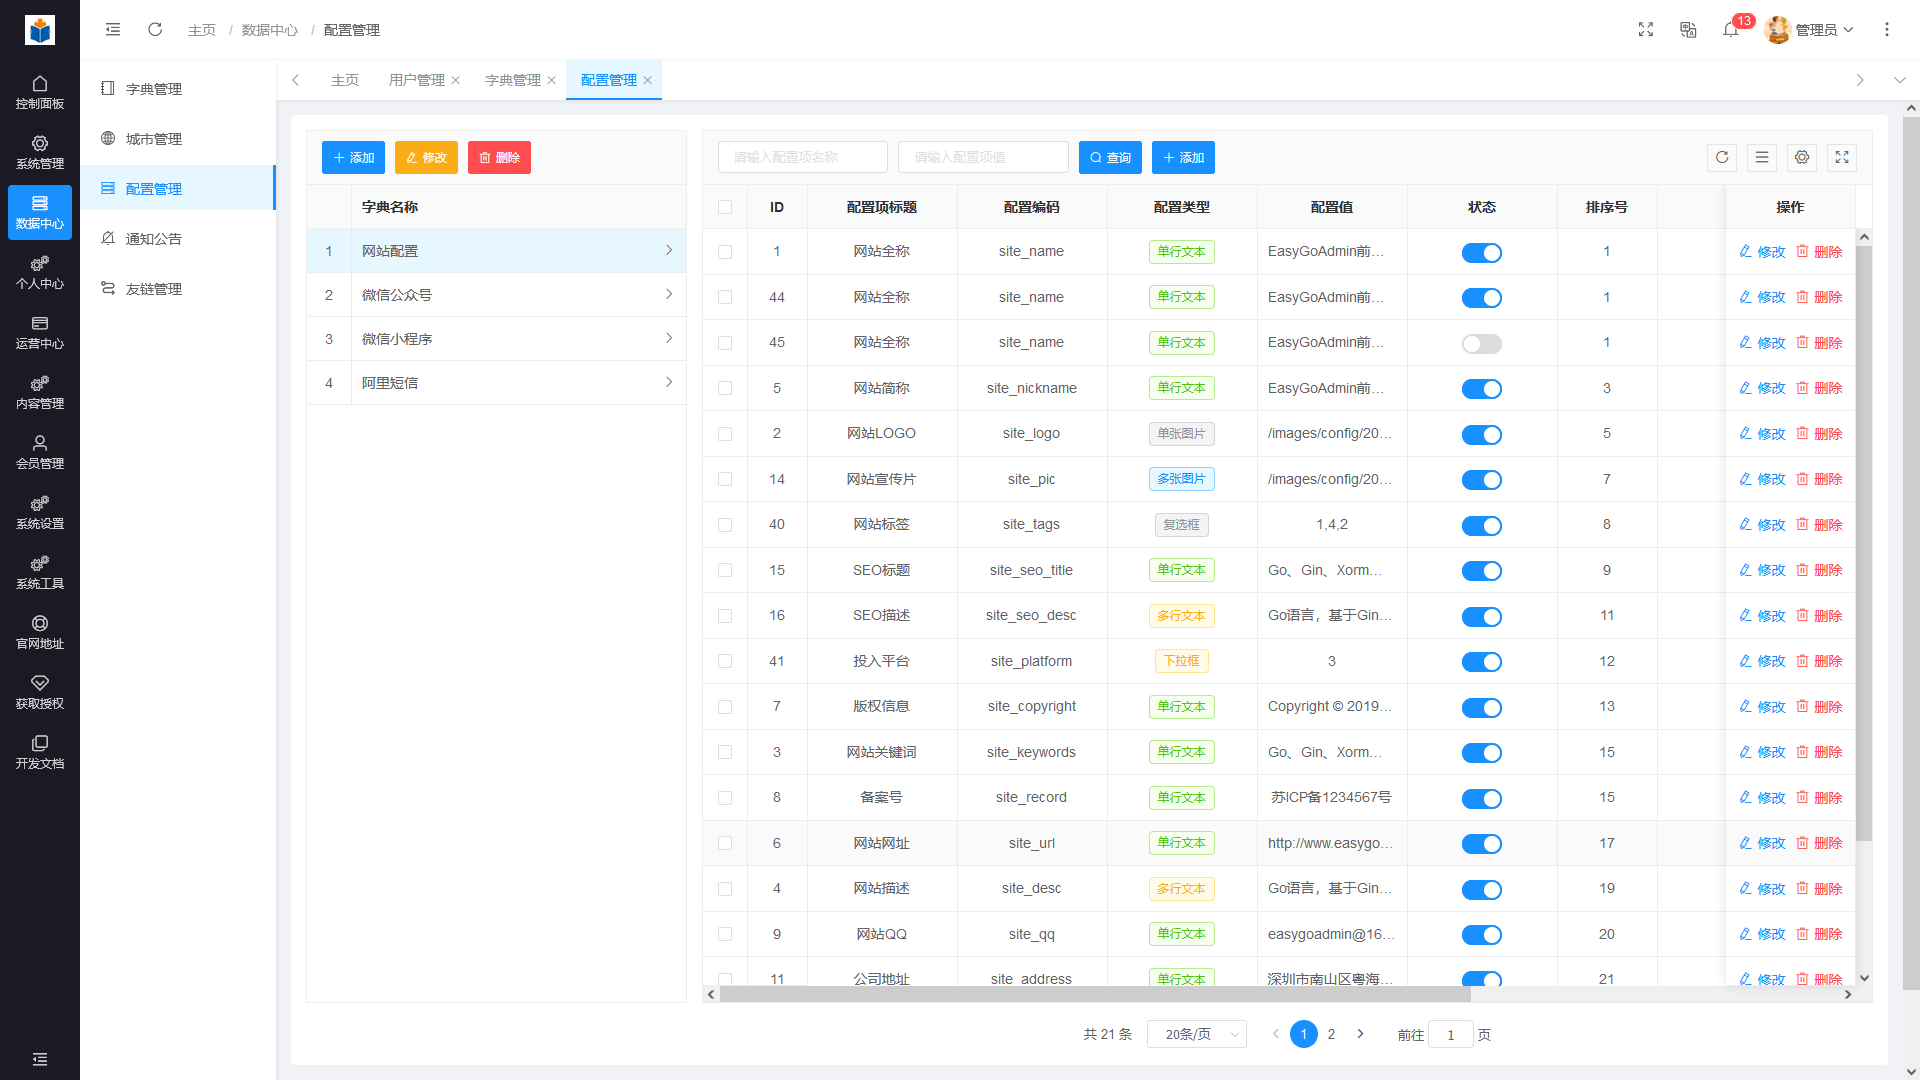 主页 / 数据中心 / 配置管理
13
管理员
控制面板
系统管理
数据中心
个人中心
运营中心
内容管理
会员管理
系统设置
系统工具
官网地址
获取授权
开发文档
字典管理
城市管理
配置管理
通知公告
友链管理
主页 用户管理 字典管理 配置管理
添加 修改 删除
字典名称
1 网站配置
2 微信公众号
3 微信小程序
4 阿里短信
请输入配置项名称 请输入配置项值 查询 添加
ID 配置项标题 配置编码 配置类型 配置值 状态 排序号 操作
1 网站全称 site_name 单行文本 EasyGoAdmin前... 1 修改 删除
44 网站全称 site_name 单行文本 EasyGoAdmin前... 1 修改 删除
45 网站全称 site_name 单行文本 EasyGoAdmin前... 1 修改 删除
5 网站简称 site_nickname 单行文本 EasyGoAdmin前... 3 修改 删除
2 网站LOGO site_logo 单张图片 /images/config/20... 5 修改 删除
14 网站宣传片 site_pic 多张图片 /images/config/20... 7 修改 删除
40 网站标签 site_tags 复选框 1,4,2 8 修改 删除
15 SEO标题 site_seo_title 单行文本 Go、Gin、Xorm... 9 修改 删除
16 SEO描述 site_seo_desc 多行文本 Go语言，基于Gin... 11 修改 删除
41 投入平台 site_platform 下拉框 3 12 修改 删除
7 版权信息 site_copyright 单行文本 Copyright © 2019... 13 修改 删除
3 网站关键词 site_keywords 单行文本 Go、Gin、Xorm... 15 修改 删除
8 备案号 site_record 单行文本 苏ICP备1234567号 15 修改 删除
6 网站网址 site_url 单行文本 http://www.easygo... 17 修改 删除
4 网站描述 site_desc 多行文本 Go语言，基于Gin... 19 修改 删除
9 网站QQ site_qq 单行文本 easygoadmin@16... 20 修改 删除
11 公司地址 site_address 单行文本 深圳市南山区粤海... 21 修改 删除
共 21 条 20条/页 1 2 前往 1 页